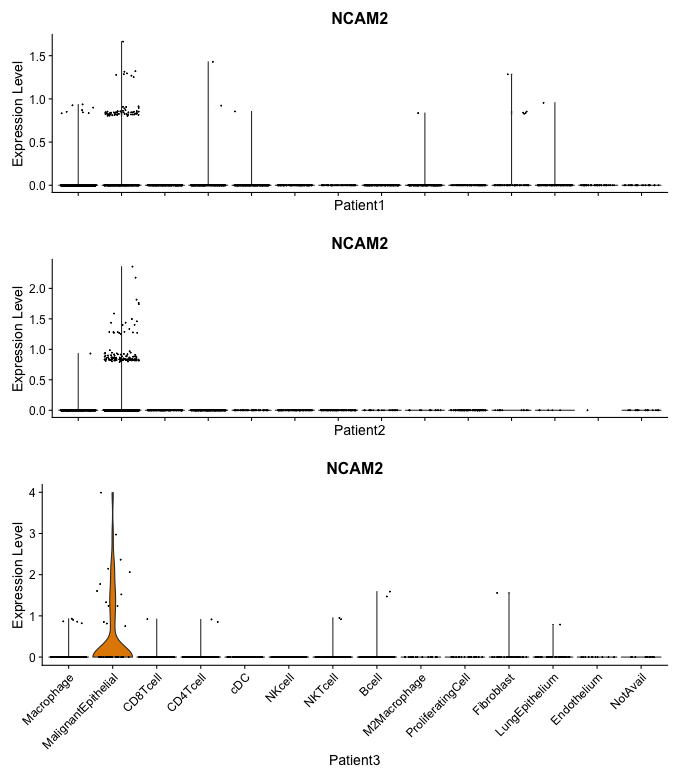 NCAM2
Expression Level
1.5
1.0
0.5
0.0
Patient1
NCAM2
Expression Level
2.0
1.5
1.0
0.5
0.0
Patient2
NCAM2
Expression Level
4
3
2
1
0
Macrophage
MalignantEpithelial
CD8Tcell
CD4Tcell
cDC
NKcell
NKTcell
Bcell
M2Macrophage
ProliferatingCell
Fibroblast
LungEpithelium
Endothelium
NotAvail
Patient3